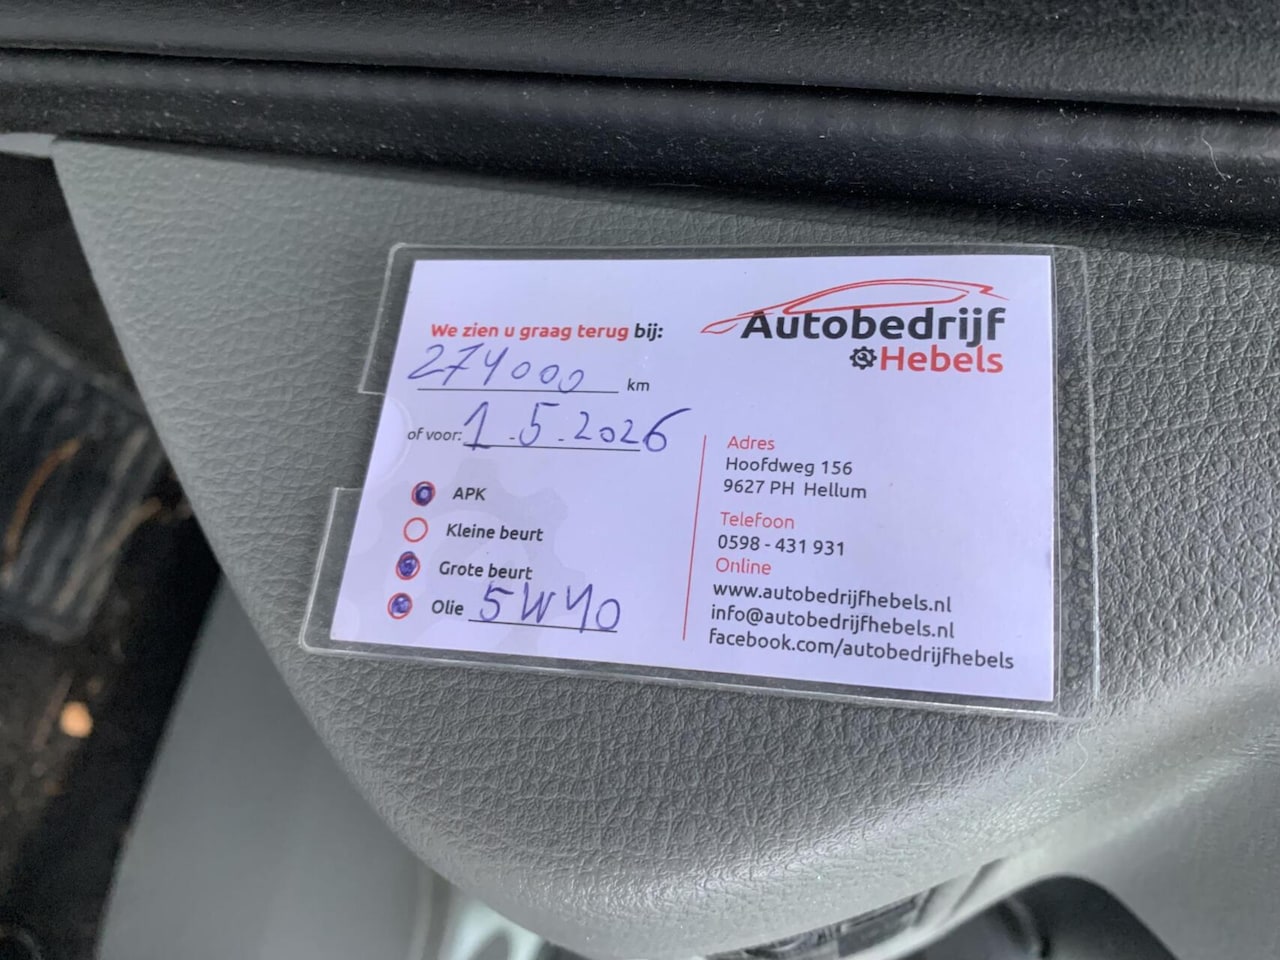 We zien u graag terug bij:
274000 km
of voor: 1.5.2026
APK
Kleine beurt
Grote beurt
Olie 5W40
Autobedrijf
Hebels
Adres
Hoofdweg 156
9627 PH Hellum
Telefoon
0598 - 431 931
Online
www.autobedrijfhebels.nl
info@autobedrijfhebels.nl
facebook.com/autobedrijfhebels